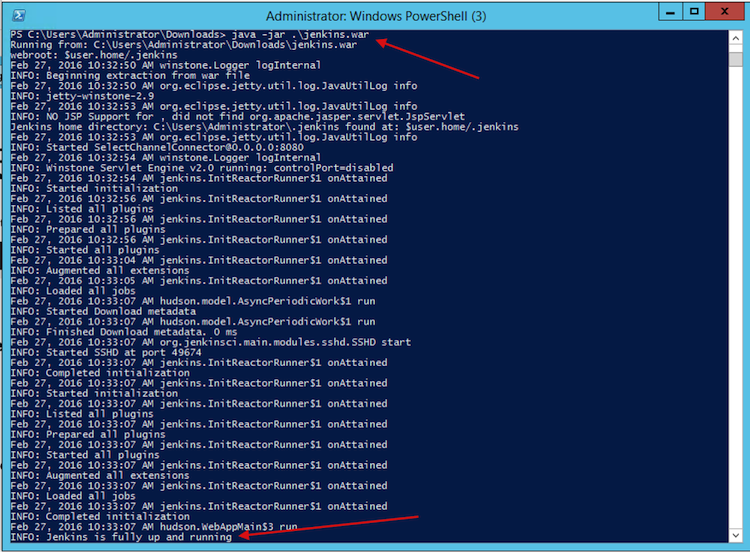 Administrator: Windows PowerShell (3)
PS C:\Users\Administrator\Downloads> java -jar .\jenkins.war
Running from: C:\Users\Administrator\Downloads\jenkins.war
webroot: $user.home/.jenkins
Feb 27, 2016 10:32:50 AM winstone.Logger logInternal
INFO: Beginning extraction from war file
Feb 27, 2016 10:32:50 AM org.eclipse.jetty.util.log.JavaUtilLog info
INFO: jetty-winstone-2.9
Feb 27, 2016 10:32:53 AM org.eclipse.jetty.util.log.JavaUtilLog info
INFO: NO JSP Support for , did not find org.apache.jasper.servlet.JspServlet
Jenkins home directory: C:\Users\Administrator\.jenkins found at: $user.home/.jenkins
Feb 27, 2016 10:32:53 AM org.eclipse.jetty.util.log.JavaUtilLog info
INFO: Started SelectChannelConnector@0.0.0.0:8080
Feb 27, 2016 10:32:54 AM winstone.Logger logInternal
INFO: Winstone Servlet Engine v2.0 running: controlPort=disabled
Feb 27, 2016 10:32:54 AM jenkins.InitReactorRunner$1 onAttained
INFO: Started initialization
Feb 27, 2016 10:32:56 AM jenkins.InitReactorRunner$1 onAttained
INFO: Listed all plugins
Feb 27, 2016 10:32:56 AM jenkins.InitReactorRunner$1 onAttained
INFO: Prepared all plugins
Feb 27, 2016 10:32:56 AM jenkins.InitReactorRunner$1 onAttained
INFO: Started all plugins
Feb 27, 2016 10:33:04 AM jenkins.InitReactorRunner$1 onAttained
INFO: Augmented all extensions
Feb 27, 2016 10:33:05 AM jenkins.InitReactorRunner$1 onAttained
INFO: Loaded all jobs
Feb 27, 2016 10:33:07 AM hudson.model.AsyncPeriodicWork$1 run
INFO: Started Download metadata
Feb 27, 2016 10:33:07 AM hudson.model.AsyncPeriodicWork$1 run
INFO: Finished Download metadata. 0 ms
Feb 27, 2016 10:33:07 AM org.jenkinsci.main.modules.sshd.SSHD start
INFO: Started SSHD at port 49674
Feb 27, 2016 10:33:07 AM jenkins.InitReactorRunner$1 onAttained
INFO: Completed initialization
Feb 27, 2016 10:33:07 AM jenkins.InitReactorRunner$1 onAttained
INFO: Started initialization
Feb 27, 2016 10:33:07 AM jenkins.InitReactorRunner$1 onAttained
INFO: Listed all plugins
Feb 27, 2016 10:33:07 AM jenkins.InitReactorRunner$1 onAttained
INFO: Prepared all plugins
Feb 27, 2016 10:33:07 AM jenkins.InitReactorRunner$1 onAttained
INFO: Started all plugins
Feb 27, 2016 10:33:07 AM jenkins.InitReactorRunner$1 onAttained
INFO: Augmented all extensions
Feb 27, 2016 10:33:07 AM jenkins.InitReactorRunner$1 onAttained
INFO: Loaded all jobs
Feb 27, 2016 10:33:07 AM jenkins.InitReactorRunner$1 onAttained
INFO: Completed initialization
Feb 27, 2016 10:33:07 AM hudson.WebAppMain$3 run
INFO: Jenkins is fully up and running